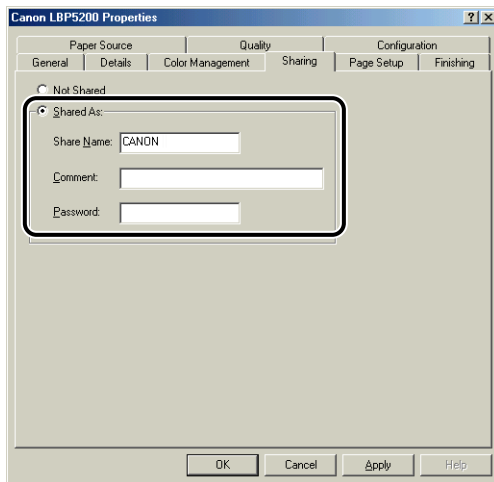 Canon LBP5200 Properties
Paper Source Quality Configuration
General Details Color Management Sharing Page Setup Finishing
Not Shared
Shared As:
Share Name: CANON
Comment:
Password:
OK Cancel Apply Help